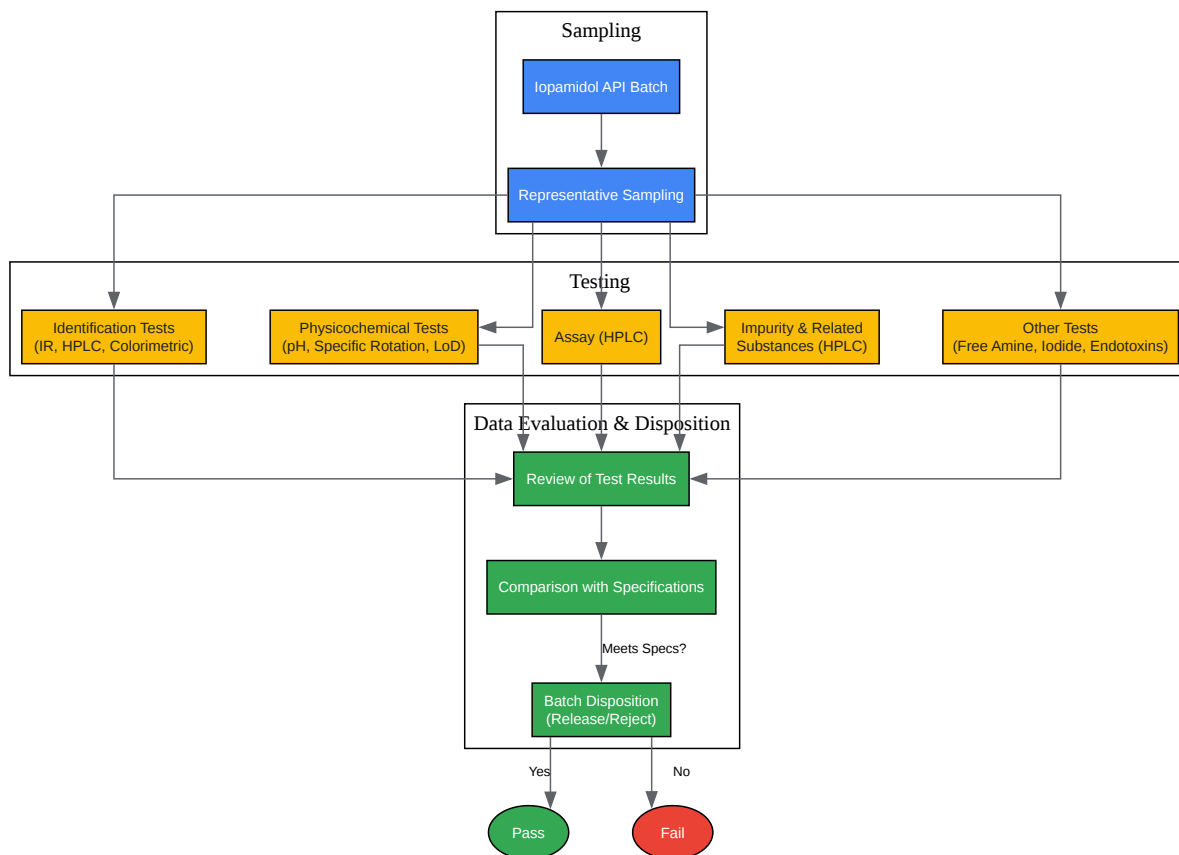 Sampling
Iopamidol API Batch
Representative Sampling
Testing
Identification Tests
(IR, HPLC, Colorimetric)
Physicochemical Tests
(pH, Specific Rotation, LoD)
Assay (HPLC)
Impurity & Related
Substances (HPLC)
Other Tests
(Free Amine, Iodide, Endotoxins)
Data Evaluation & Disposition
Review of Test Results
Comparison with Specifications
Meets Specs?
Batch Disposition
(Release/Reject)
Yes
No
Pass
Fail